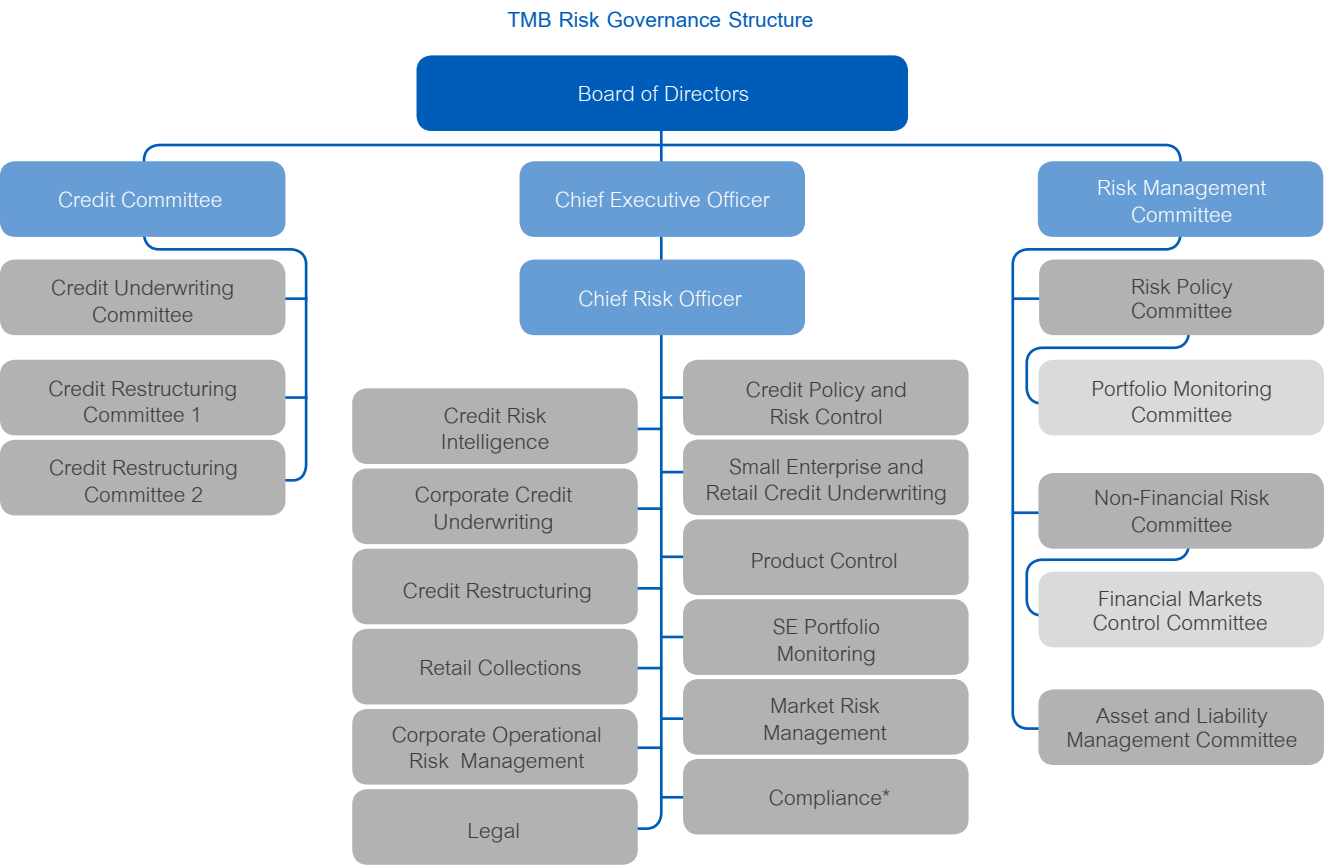 TMB Risk Governance Structure
Board of Directors
Credit Committee
Chief Executive Officer
Risk Management
Committee
Credit Underwriting
Committee
Credit Restructuring
Committee 1
Credit Restructuring
Committee 2
Chief Risk Officer
Credit Risk
Intelligence
Corporate Credit
Underwriting
Credit Restructuring
Retail Collections
Corporate Operational
Risk Management
Legal
Credit Policy and
Risk Control
Small Enterprise and
Retail Credit Underwriting
Product Control
SE Portfolio
Monitoring
Market Risk
Management
Compliance*
Risk Policy
Committee
Portfolio Monitoring
Committee
Non-Financial Risk
Committee
Financial Markets
Control Committee
Asset and Liability
Management Committee